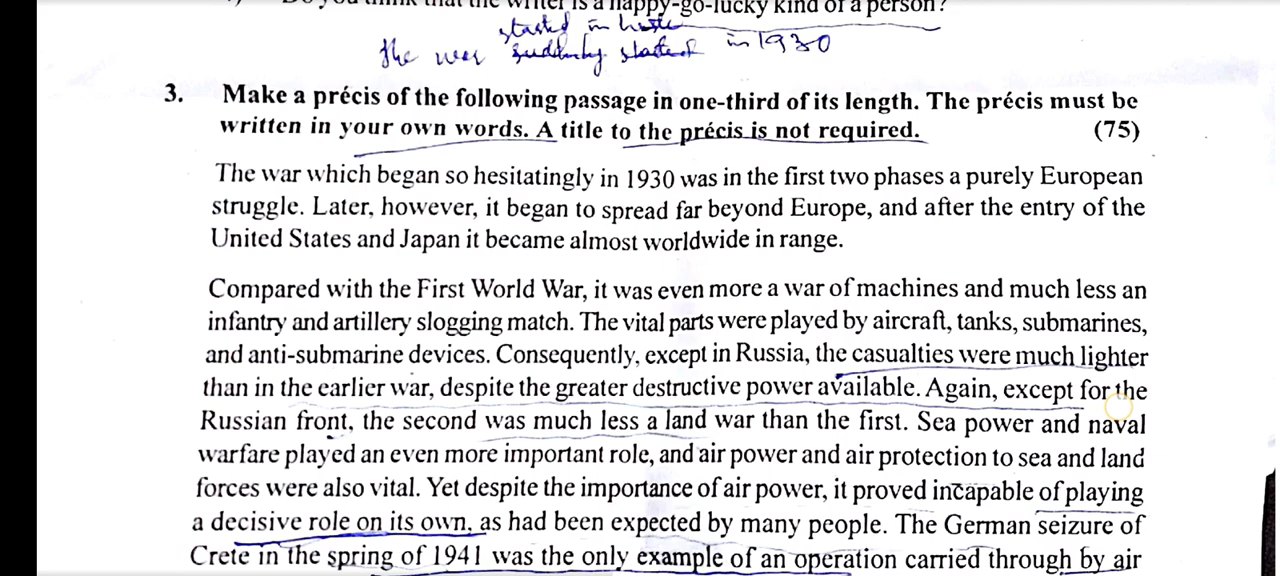 Do you think that the writer is a happy-go-lucky kind of a person?
started in haste
the war suddenly started in 1930
3. Make a précis of the following passage in one-third of its length. The précis must be
written in your own words. A title to the précis is not required. (75)
The war which began so hesitatingly in 1930 was in the first two phases a purely European
struggle. Later, however, it began to spread far beyond Europe, and after the entry of the
United States and Japan it became almost worldwide in range.
Compared with the First World War, it was even more a war of machines and much less an
infantry and artillery slogging match. The vital parts were played by aircraft, tanks, submarines,
and anti-submarine devices. Consequently, except in Russia, the casualties were much lighter
than in the earlier war, despite the greater destructive power available. Again, except for the
Russian front, the second was much less a land war than the first. Sea power and naval
warfare played an even more important role, and air power and air protection to sea and land
forces were also vital. Yet despite the importance of air power, it proved incapable of playing
a decisive role on its own, as had been expected by many people. The German seizure of
Crete in the spring of 1941 was the only example of an operation carried through by air